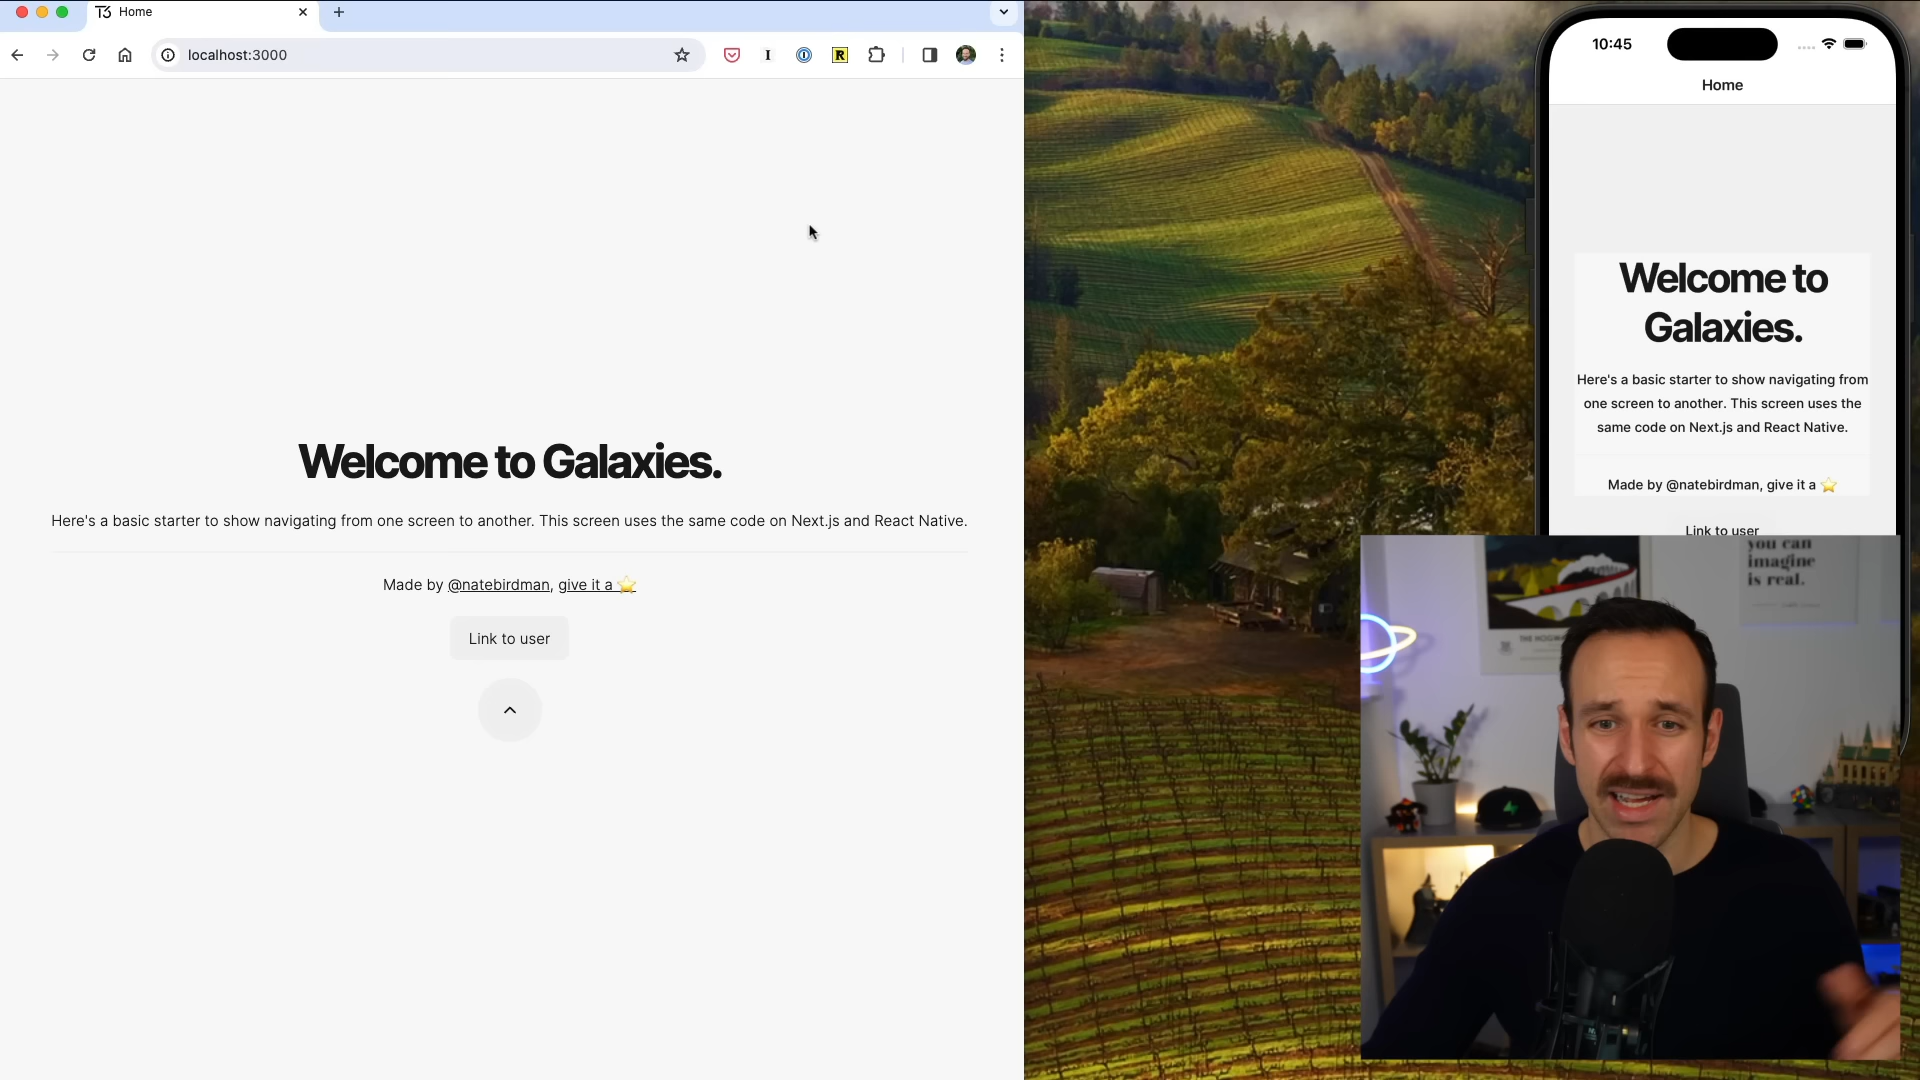 Home
localhost:3000
Welcome to Galaxies.
Here's a basic starter to show navigating from one screen to another. This screen uses the same code on Next.js and React Native.
Made by @natebirdman, give it a ⭐
Link to user
10:45
Home
Welcome to
Galaxies.
Here's a basic starter to show navigating from
one screen to another. This screen uses the
same code on Next.js and React Native.
Made by @natebirdman, give it a ⭐
Link to user
you can
imagine
is real.